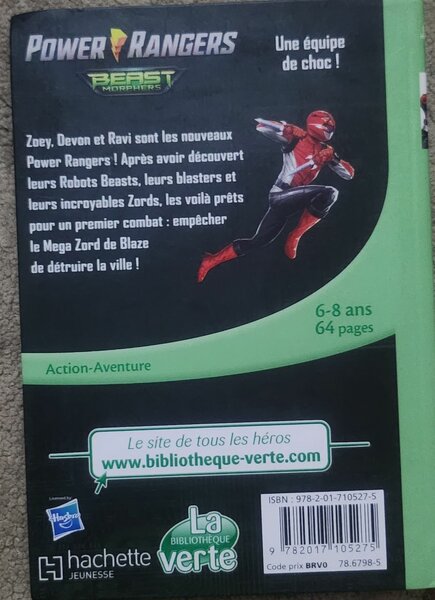 POWER RANGERS
BEAST
MORPHERS
Une équipe
de choc !
Zoey, Devon et Ravi sont les nouveaux
Power Rangers ! Après avoir découvert
leurs Robots Beasts, leurs blasters et
leurs incroyables Zords, les voilà prêts
pour un premier combat : empêcher
le Mega Zord de Blaze
de détruire la ville !
6-8 ans
64 pages
Action-Aventure
Le site de tous les héros
www.bibliotheque-verte.com
Licensed by
Hasbro
hachette
JEUNESSE
La
BIBLIOTHÈQUE
verte
ISBN : 978-2-01-710527-5
9 782017 105275
Code prix BRV0
78.6798-5